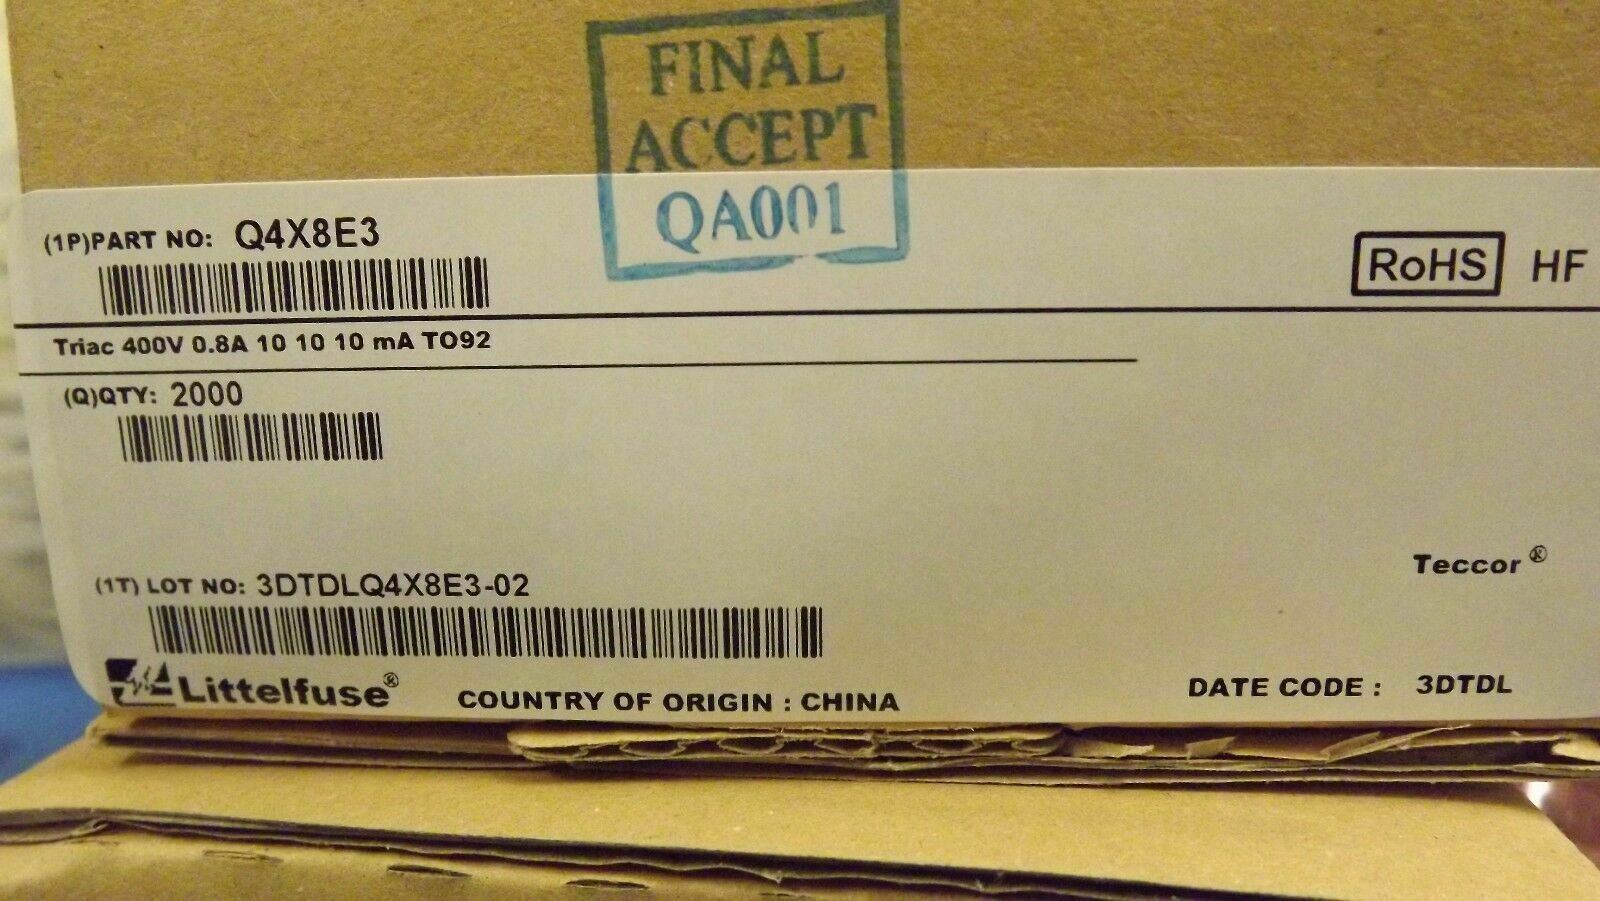 FINAL
ACCEPT
QA001
(1P)PART NO: Q4X8E3
RoHS HF
Triac 400V 0.8A 10 10 10 mA TO92
(Q)QTY: 2000
Teccor®
(1T) LOT NO: 3DTDLQ4X8E3-02
Littelfuse® COUNTRY OF ORIGIN : CHINA DATE CODE : 3DTDL